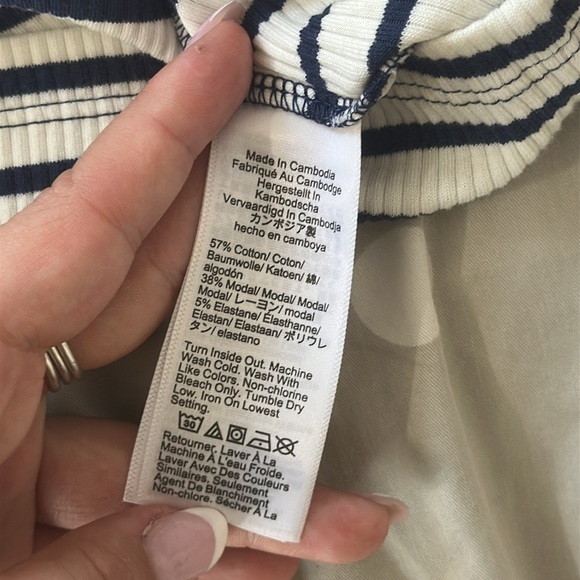 Made In Cambodia
Fabriqué Au Cambodge
Hergestellt In
Kambodscha
Vervaardigd In Cambodja
カンボジア製
hecho en camboya
57% Cotton/ Coton/
Baumwolle/ Katoen/ 綿/
algodón
38% Modal/ Modal/ Modal/
Modal/ レーヨン/ modal
5% Elastane/ Elasthanne/
Elastan/ Elastaan/ ポリウレ
タン/ elastano
Turn Inside Out. Machine
Wash Cold. Wash With
Like Colors. Non-chlorine
Bleach Only. Tumble Dry
Low. Iron On Lowest
Setting.
30
Retourner. Laver À La
Machine À L'eau Froide.
Laver Avec Des Couleurs
Similaires. Seulement
Agent De Blanchiment
Non-chlore. Sécher À La